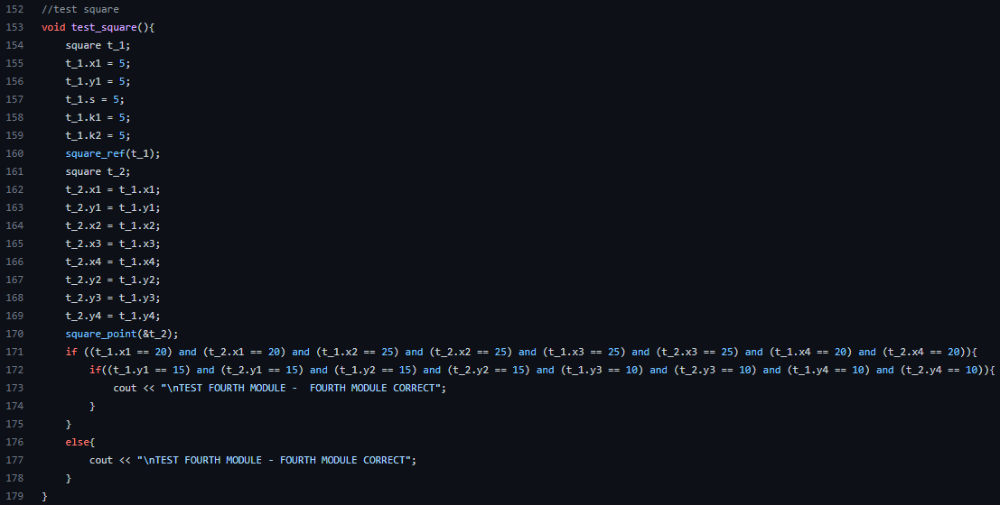 152 //test square
153 void test_square(){
154     square t_1;
155     t_1.x1 = 5;
156     t_1.y1 = 5;
157     t_1.s = 5;
158     t_1.k1 = 5;
159     t_1.k2 = 5;
160     square_ref(t_1);
161     square t_2;
162     t_2.x1 = t_1.x1;
163     t_2.y1 = t_1.y1;
164     t_2.x2 = t_1.x2;
165     t_2.x3 = t_1.x3;
166     t_2.x4 = t_1.x4;
167     t_2.y2 = t_1.y2;
168     t_2.y3 = t_1.y3;
169     t_2.y4 = t_1.y4;
170     square_point(&t_2);
171     if ((t_1.x1 == 20) and (t_2.x1 == 20) and (t_1.x2 == 25) and (t_2.x2 == 25) and (t_1.x3 == 25) and (t_2.x3 == 25) and (t_1.x4 == 20) and (t_2.x4 == 20)){
172         if((t_1.y1 == 15) and (t_2.y1 == 15) and (t_1.y2 == 15) and (t_2.y2 == 15) and (t_1.y3 == 10) and (t_2.y3 == 10) and (t_1.y4 == 10) and (t_2.y4 == 10)){
173             cout << "\nTEST FOURTH MODULE -  FOURTH MODULE CORRECT";
174         }
175     }
176     else{
177         cout << "\nTEST FOURTH MODULE - FOURTH MODULE CORRECT";
178     }
179 }